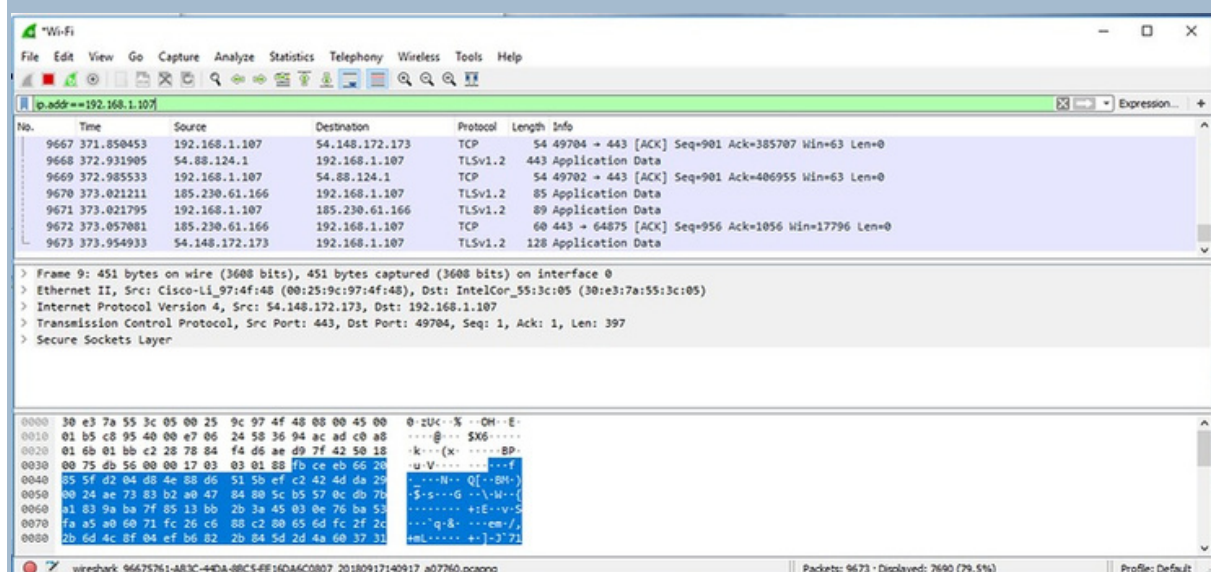 *Wi-Fi
File Edit View Go Capture Analyze Statistics Telephony Wireless Tools Help
ip.addr==192.168.1.107 Expression... +
No. Time Source Destination Protocol Length Info
9667 371.850453 192.168.1.107 54.148.172.173 TCP 54 49704 → 443 [ACK] Seq=901 Ack=385707 Win=63 Len=0
9668 372.931905 54.88.124.1 192.168.1.107 TLSv1.2 443 Application Data
9669 372.985533 192.168.1.107 54.88.124.1 TCP 54 49702 → 443 [ACK] Seq=901 Ack=406955 Win=63 Len=0
9670 373.021211 185.230.61.166 192.168.1.107 TLSv1.2 85 Application Data
9671 373.021795 192.168.1.107 185.230.61.166 TLSv1.2 89 Application Data
9672 373.057081 185.230.61.166 192.168.1.107 TCP 60 443 → 64875 [ACK] Seq=956 Ack=1056 Win=17796 Len=0
9673 373.954933 54.148.172.173 192.168.1.107 TLSv1.2 128 Application Data
> Frame 9: 451 bytes on wire (3608 bits), 451 bytes captured (3608 bits) on interface 0
> Ethernet II, Src: Cisco-Li_97:4f:48 (00:25:9c:97:4f:48), Dst: IntelCor_55:3c:05 (30:e3:7a:55:3c:05)
> Internet Protocol Version 4, Src: 54.148.172.173, Dst: 192.168.1.107
> Transmission Control Protocol, Src Port: 443, Dst Port: 49704, Seq: 1, Ack: 1, Len: 397
> Secure Sockets Layer
0000 30 e3 7a 55 3c 05 00 25 9c 97 4f 48 08 00 45 00 0·zU<··% ··OH··E·
0010 01 b5 c8 95 40 00 e7 06 24 58 36 94 ac ad c0 a8 ····@··· $X6·····
0020 01 6b 01 bb c2 28 78 84 f4 d6 ae d9 7f 42 50 18 ·k···(x· ·····BP·
0030 00 75 db 56 00 00 17 03 03 01 88 fb ce eb 66 20 ·u·V···· ······f
0040 85 5f d2 04 d8 4e 88 d6 51 5b ef c2 42 4d da 29 ·_···N·· Q[··BM·)
0050 00 24 ae 73 83 b2 a0 47 84 80 5c b5 57 0c db 7b ·$·s···G ··\·W··{
0060 a1 83 9a ba 7f 85 13 bb 2b 3a 45 03 0e 76 ba 53 ········ +:E··v·S
0070 fa a5 a0 60 71 fc 26 c6 88 c2 80 65 6d fc 2f 2c ···`q·&· ···em·/,
0080 2b 6d 4c 8f 04 ef b6 82 2b 84 5d 2d 4a 60 37 31 +mL····· +·]-J`71
wireshark_96675761-AB3C-44DA-8BC5-EE16DA6C0807_20180917140917_a07760.pcapng Packets: 9673 · Displayed: 7690 (79.5%) Profile: Default